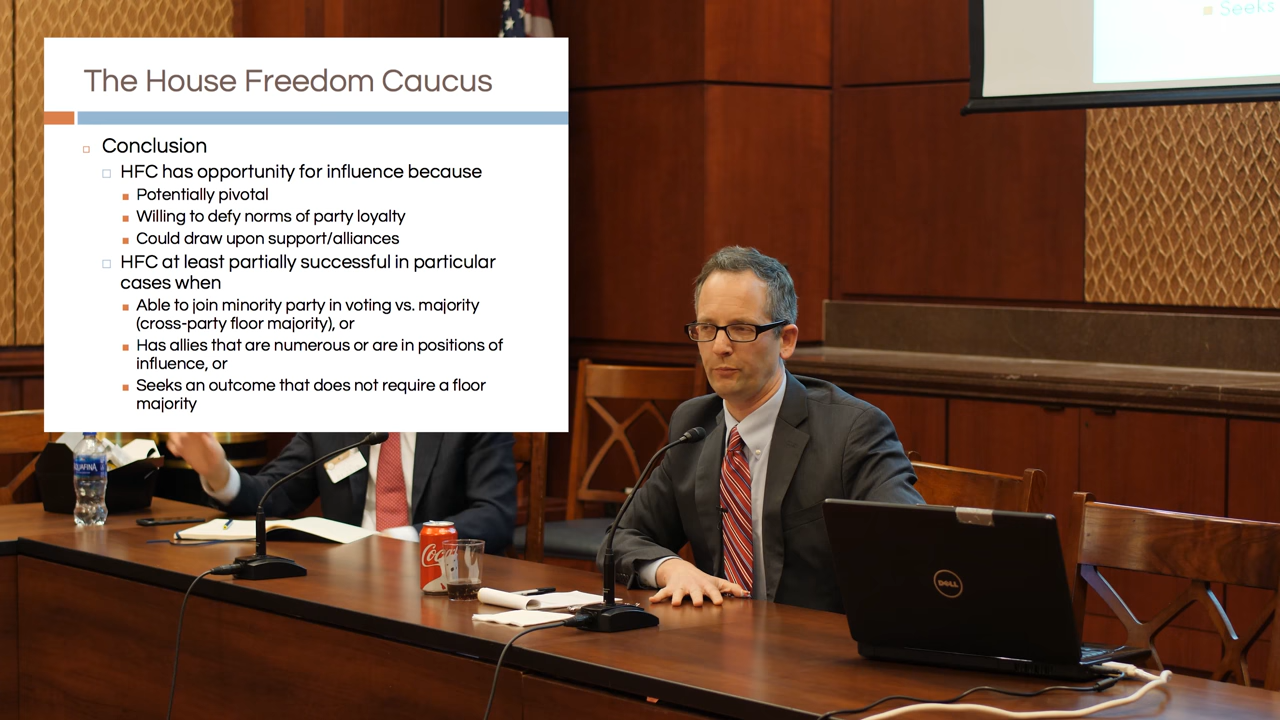 Seeks
The House Freedom Caucus
Conclusion
HFC has opportunity for influence because
Potentially pivotal
Willing to defy norms of party loyalty
Could draw upon support/alliances
HFC at least partially successful in particular
cases when
Able to join minority party in voting vs. majority
(cross-party floor majority), or
Has allies that are numerous or are in positions of
influence, or
Seeks an outcome that does not require a floor
majority
AQUAFINA
Coca
DELL